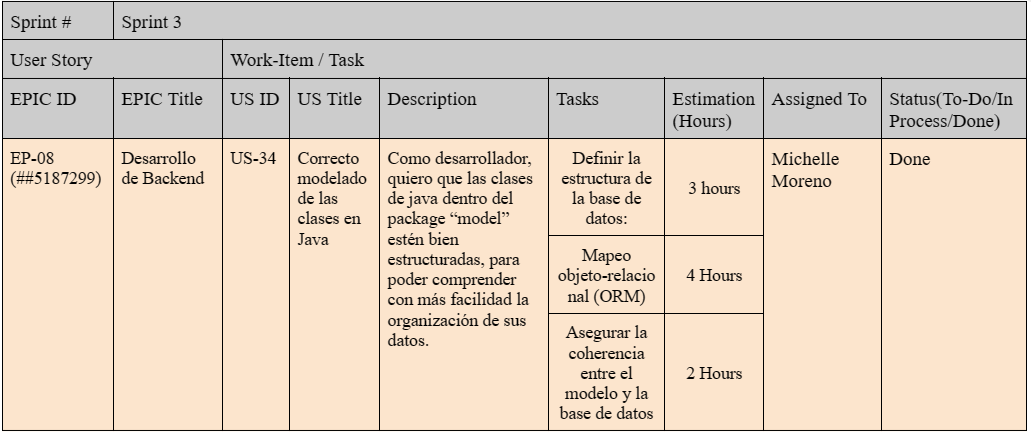 Sprint #
Sprint 3
User Story
Work-Item / Task
EPIC ID
EPIC Title
US ID
US Title
Description
Tasks
Estimation
(Hours)
Assigned To
Status(To-Do/In
Process/Done)
EP-08
(##5187299)
Desarrollo
de Backend
US-34
Correcto
modelado
de las
clases en
Java
Como desarrollador,
quiero que las clases
de java dentro del
package “model”
estén bien
estructuradas, para
poder comprender
con más facilidad la
organización de sus
datos.
Definir la
estructura de
la base de
datos:
3 hours
Mapeo
objeto-relacio
nal (ORM)
4 Hours
Asegurar la
coherencia
entre el
modelo y la
base de datos
2 Hours
Michelle
Moreno
Done